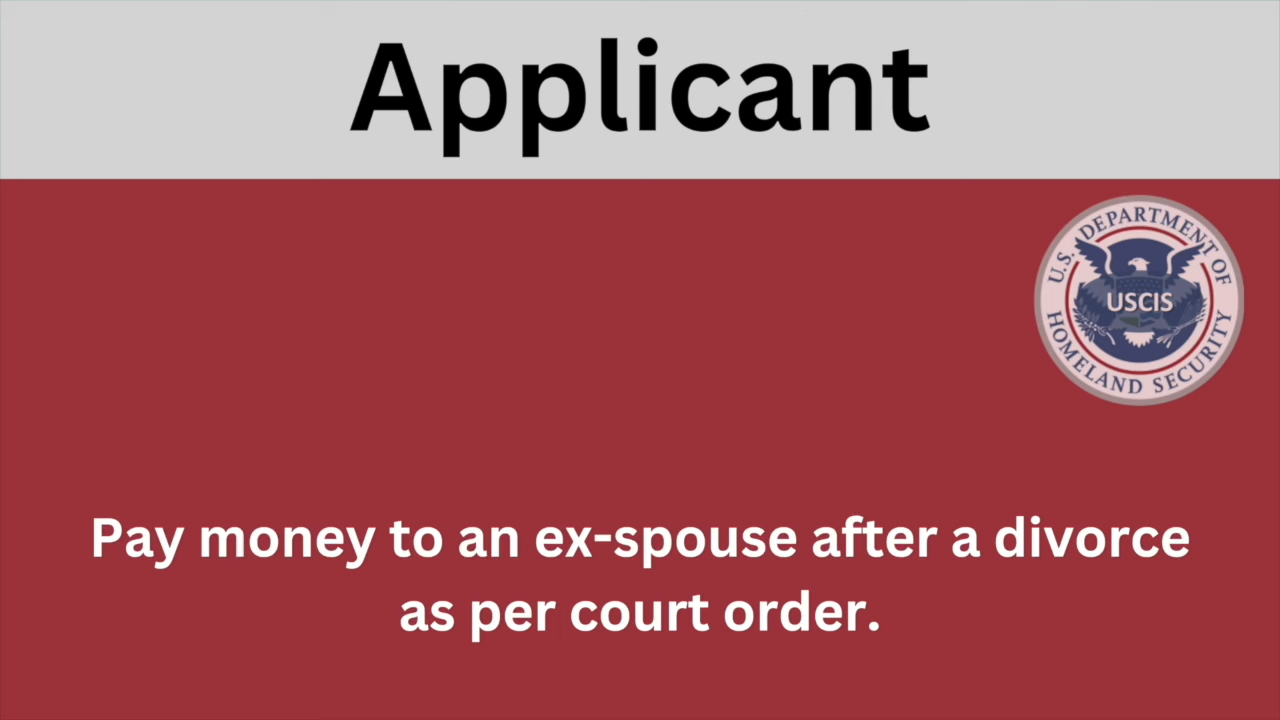 Applicant
U.S. DEPARTMENT OF
HOMELAND SECURITY
USCIS
Pay money to an ex-spouse after a divorce
as per court order.